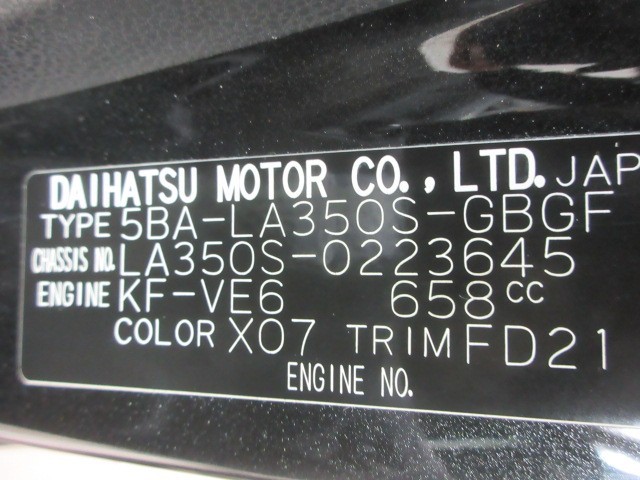 DAIHATSU MOTOR CO., LTD. JAP
TYPE 5BA-LA350S-GBGF
CHASSIS NO. LA350S-0223645
ENGINE KF-VE6 658cc
COLOR X07 TRIM FD21
ENGINE NO.